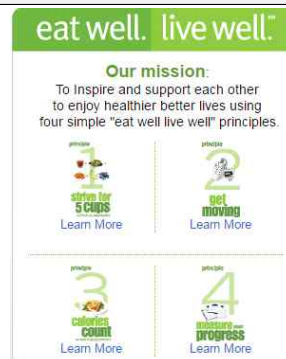 eat well. live well.™
Our mission:
To Inspire and support each other
to enjoy healthier better lives using
four simple "eat well live well" principles.
principle principle
1 2
strive for get
5 CUPS moving
Learn More Learn More
principle principle
3 4
calories measure your
count progress
Learn More Learn More